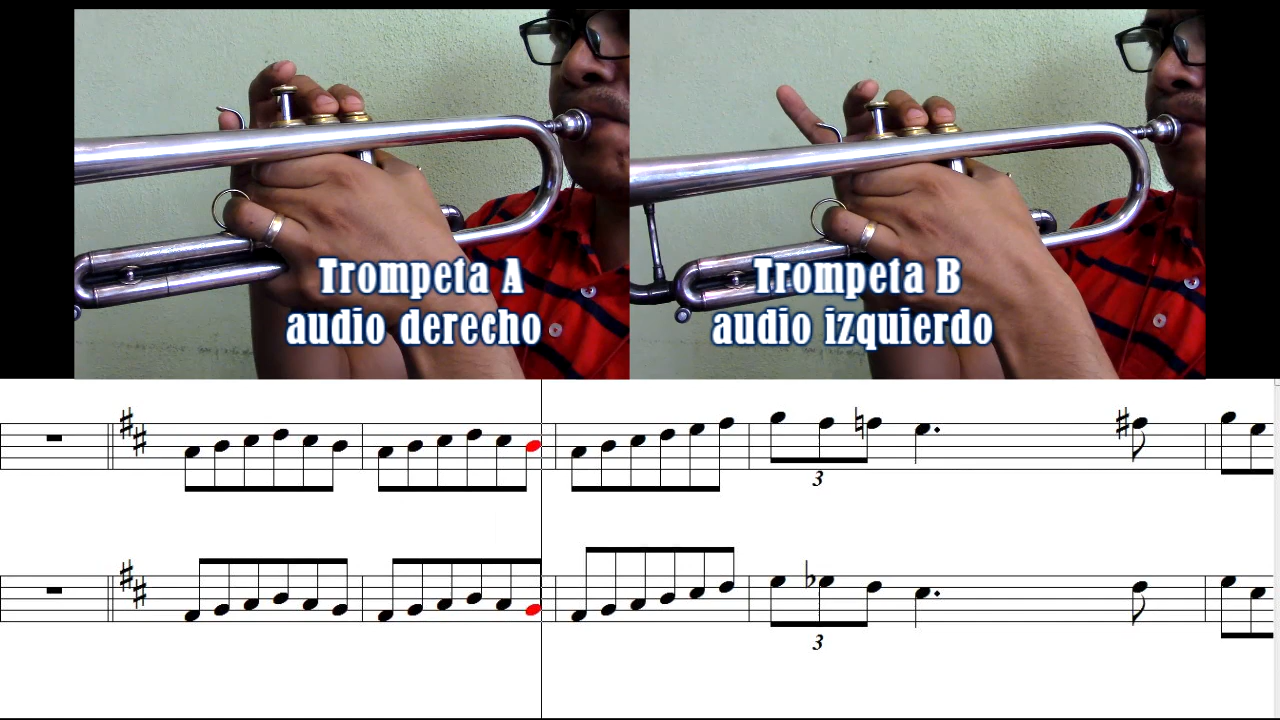 Trompeta A
audio derecho
Trompeta B
audio izquierdo
3
3